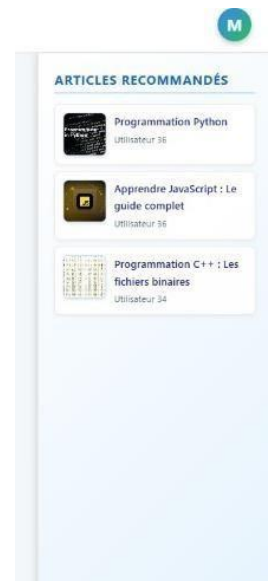 M
ARTICLES RECOMMANDÉS
Programmation Python
Utilisateur 36
Apprendre JavaScript : Le
guide complet
Utilisateur 36
Programmation C++ : Les
fichiers binaires
Utilisateur 34